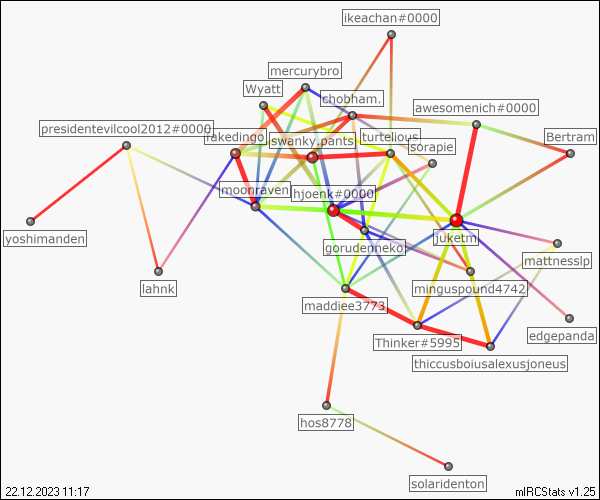 ikeachan#0000
mercurybro
Wyatt
chobham.
awesomenich#0000
presidentevilcool2012#0000
fakedingo
swanky.pants
turtelious
sorapie
Bertram
moonraven
hjoenk#0000
yoshimanden
gorudenneko
juketm
mattnesslp
lahnk
maddiee3773
minguspound4742
edgepanda
Thinker#5995
thiccusboiusalexusjoneus
hos8778
solaridenton
22.12.2023 11:17
mIRCStats v1.25